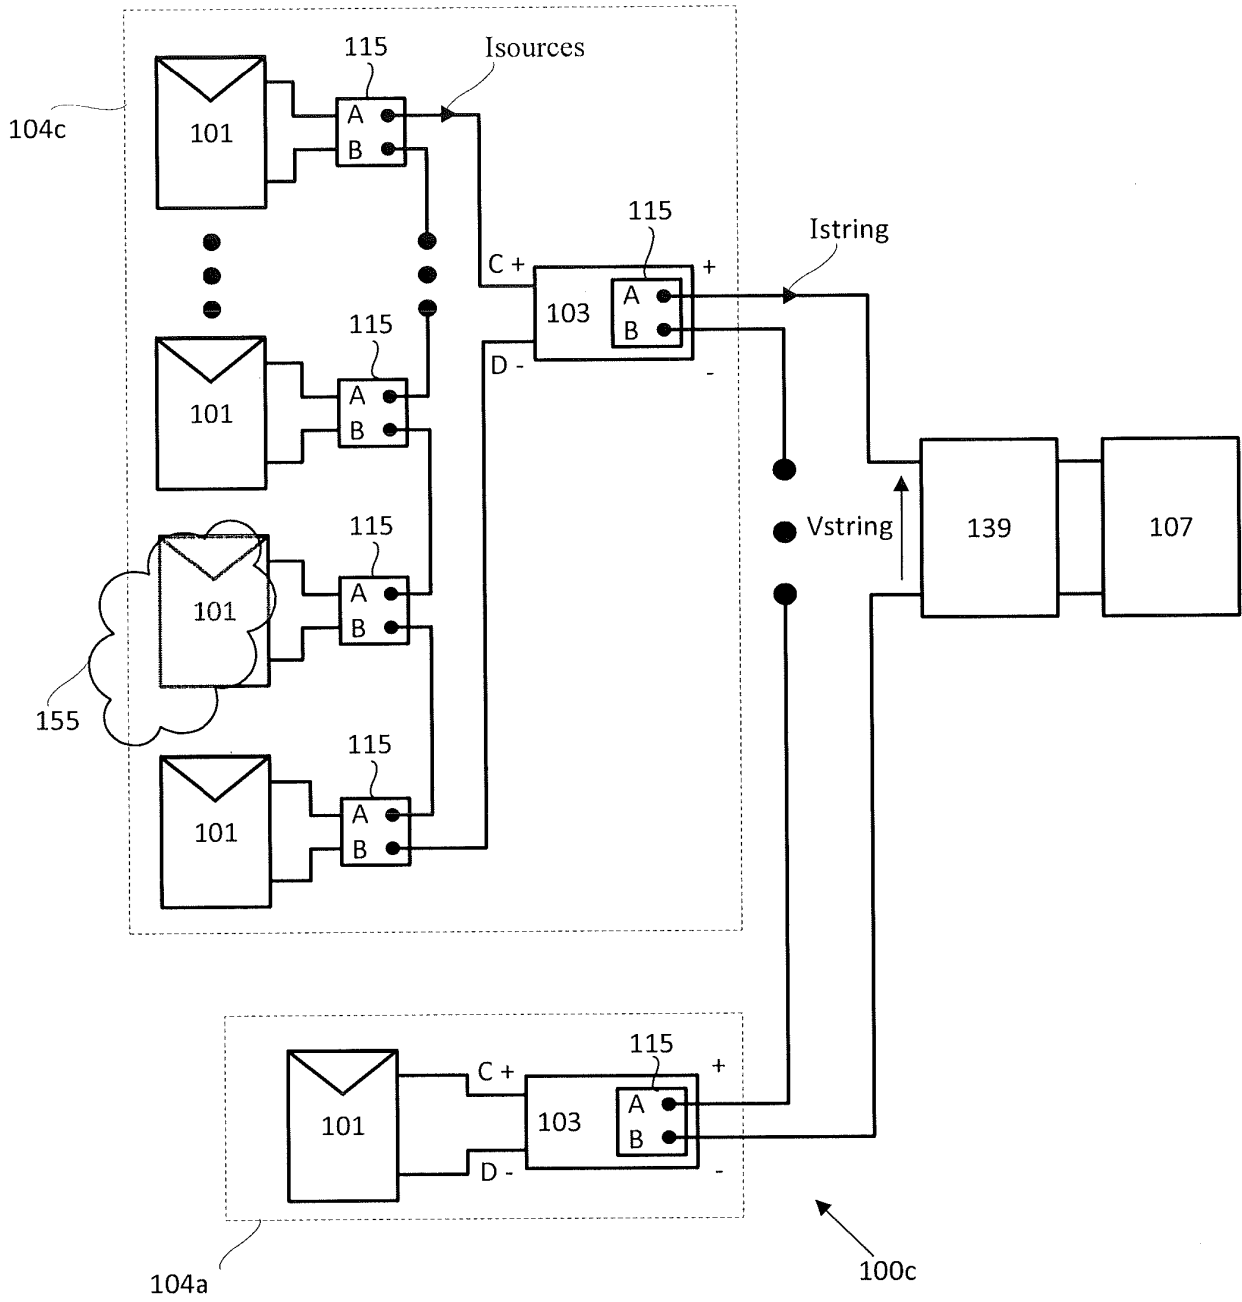 115
Isources
104c
101
A
B
115
Istring
C +
+
A
103
B
D -
-
115
A
101
B
115
Vstring
139
107
A
101
B
155
115
A
101
B
115
C +
+
A
101
103
B
D -
-
104a
100c